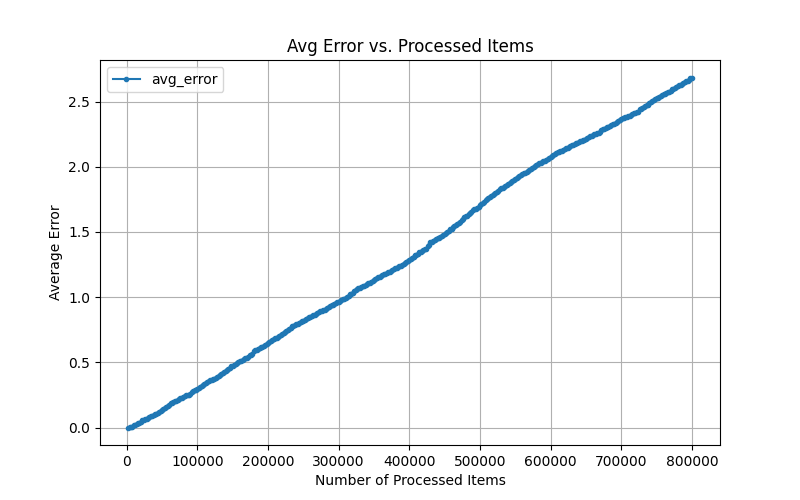 Avg Error vs. Processed Items
avg_error
2.5
2.0
1.5
1.0
0.5
0.0
Average Error
0 100000 200000 300000 400000 500000 600000 700000 800000
Number of Processed Items